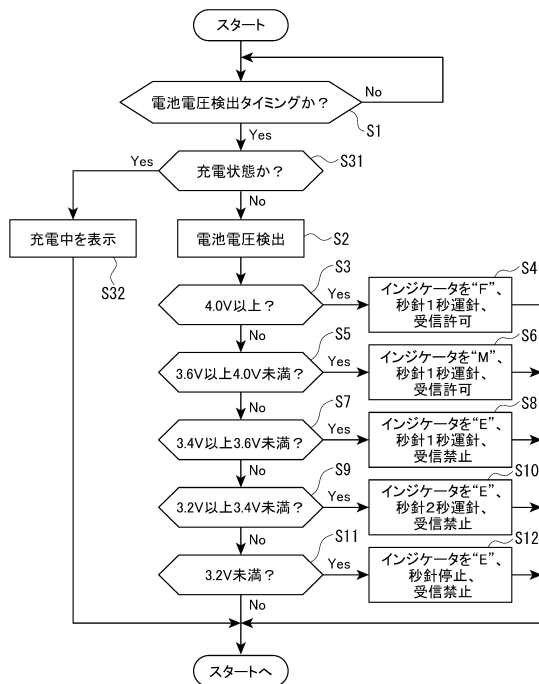 スタート
No
電池電圧検出タイミングか？
S1
Yes
Yes
充電状態か？
S31
No
充電中を表示
S32
電池電圧検出
S2
S3
4.0V以上？
Yes
S4
インジケータを“F”、
秒針1秒運針、
受信許可
No
S5
3.6V以上4.0V未満？
Yes
S6
インジケータを“M”、
秒針1秒運針、
受信許可
No
S7
3.4V以上3.6V未満？
Yes
S8
インジケータを“E”、
秒針1秒運針、
受信禁止
No
S9
3.2V以上3.4V未満？
Yes
S10
インジケータを“E”、
秒針2秒運針、
受信禁止
No
S11
3.2V未満？
Yes
S12
インジケータを“E”、
秒針停止、
受信禁止
No
スタートへ